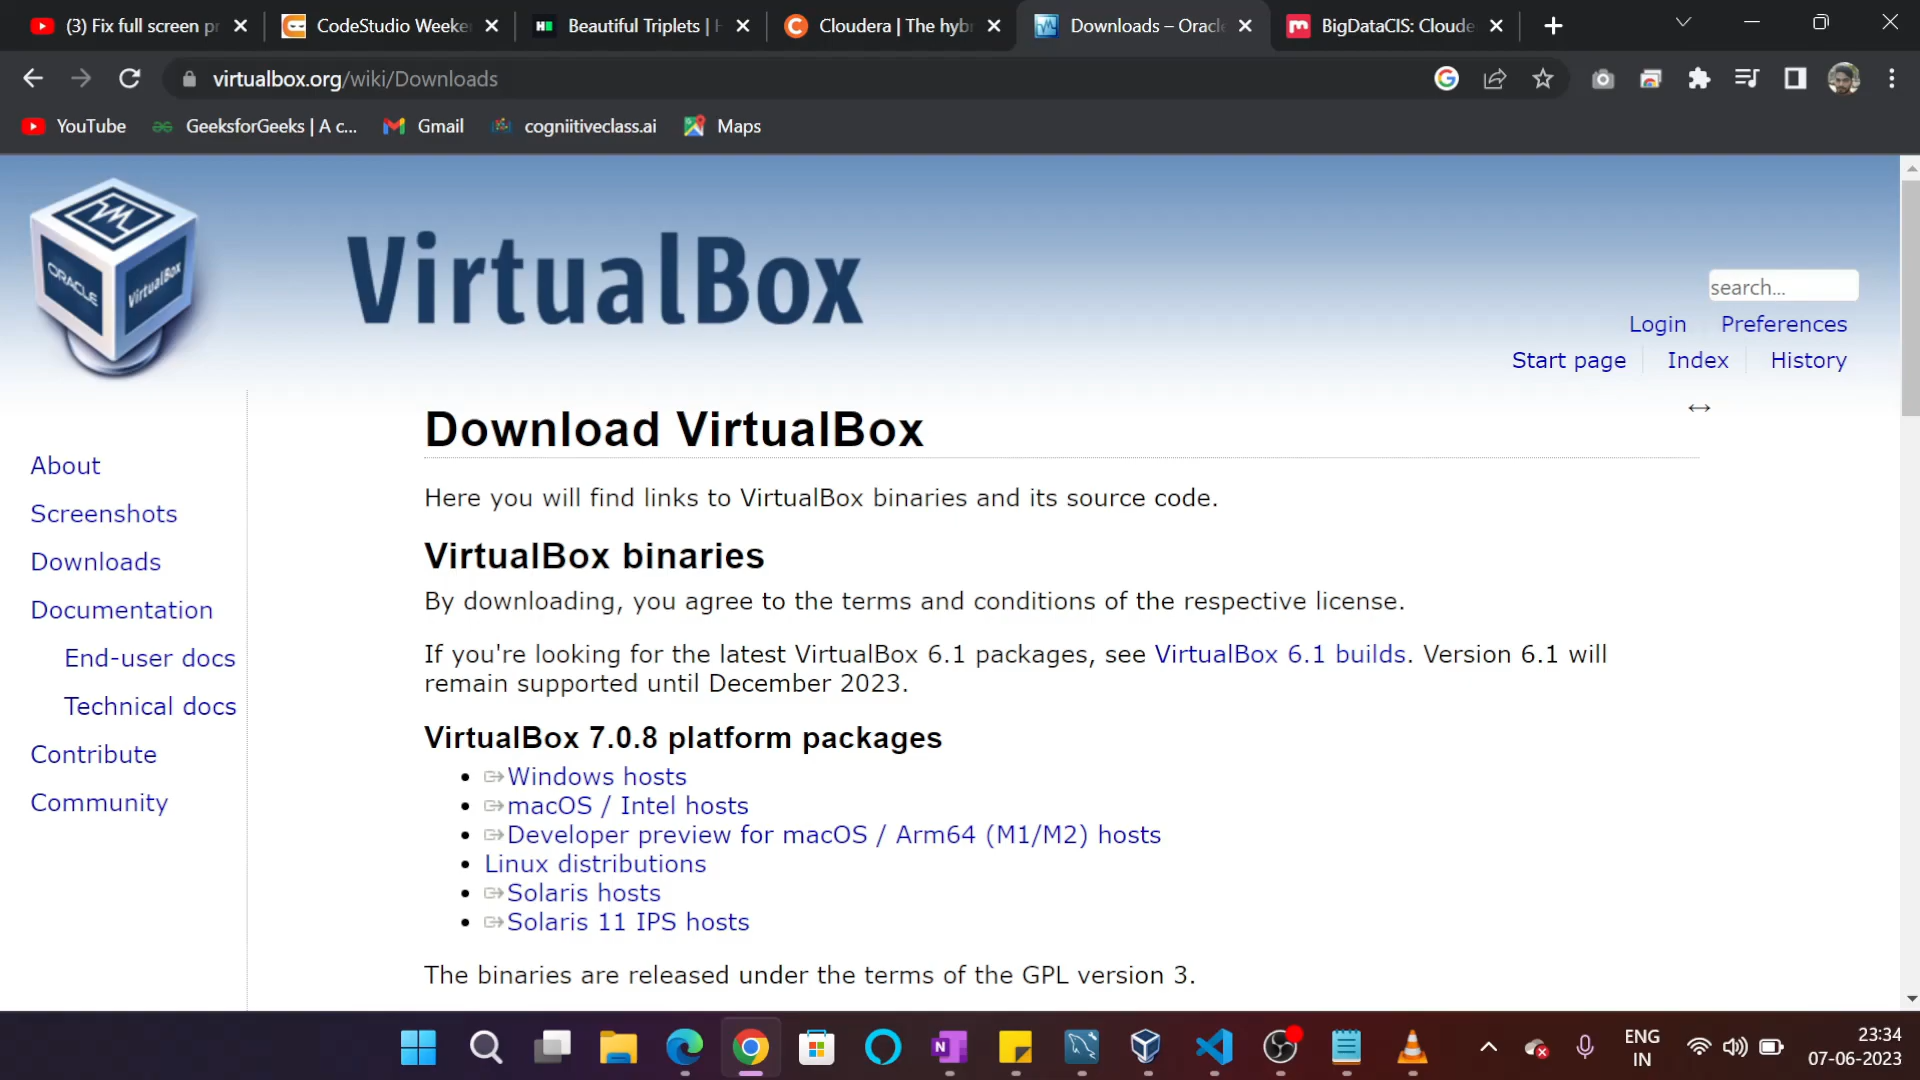 (3) Fix full screen pr
CodeStudio Weeke
Beautiful Triplets | H
Cloudera | The hybr
Downloads – Oracle
BigDataCIS: Cloude
virtualbox.org/wiki/Downloads
YouTube
GeeksforGeeks | A c...
Gmail
cogniitiveclass.ai
Maps
ORACLE
VirtualBox
VirtualBox
search...
Login
Preferences
Start page
Index
History
About
Screenshots
Downloads
Documentation
End-user docs
Technical docs
Contribute
Community
Download VirtualBox
Here you will find links to VirtualBox binaries and its source code.
VirtualBox binaries
By downloading, you agree to the terms and conditions of the respective license.
If you're looking for the latest VirtualBox 6.1 packages, see VirtualBox 6.1 builds. Version 6.1 will
remain supported until December 2023.
VirtualBox 7.0.8 platform packages
Windows hosts
macOS / Intel hosts
Developer preview for macOS / Arm64 (M1/M2) hosts
Linux distributions
Solaris hosts
Solaris 11 IPS hosts
The binaries are released under the terms of the GPL version 3.
ENG
IN
23:34
07-06-2023